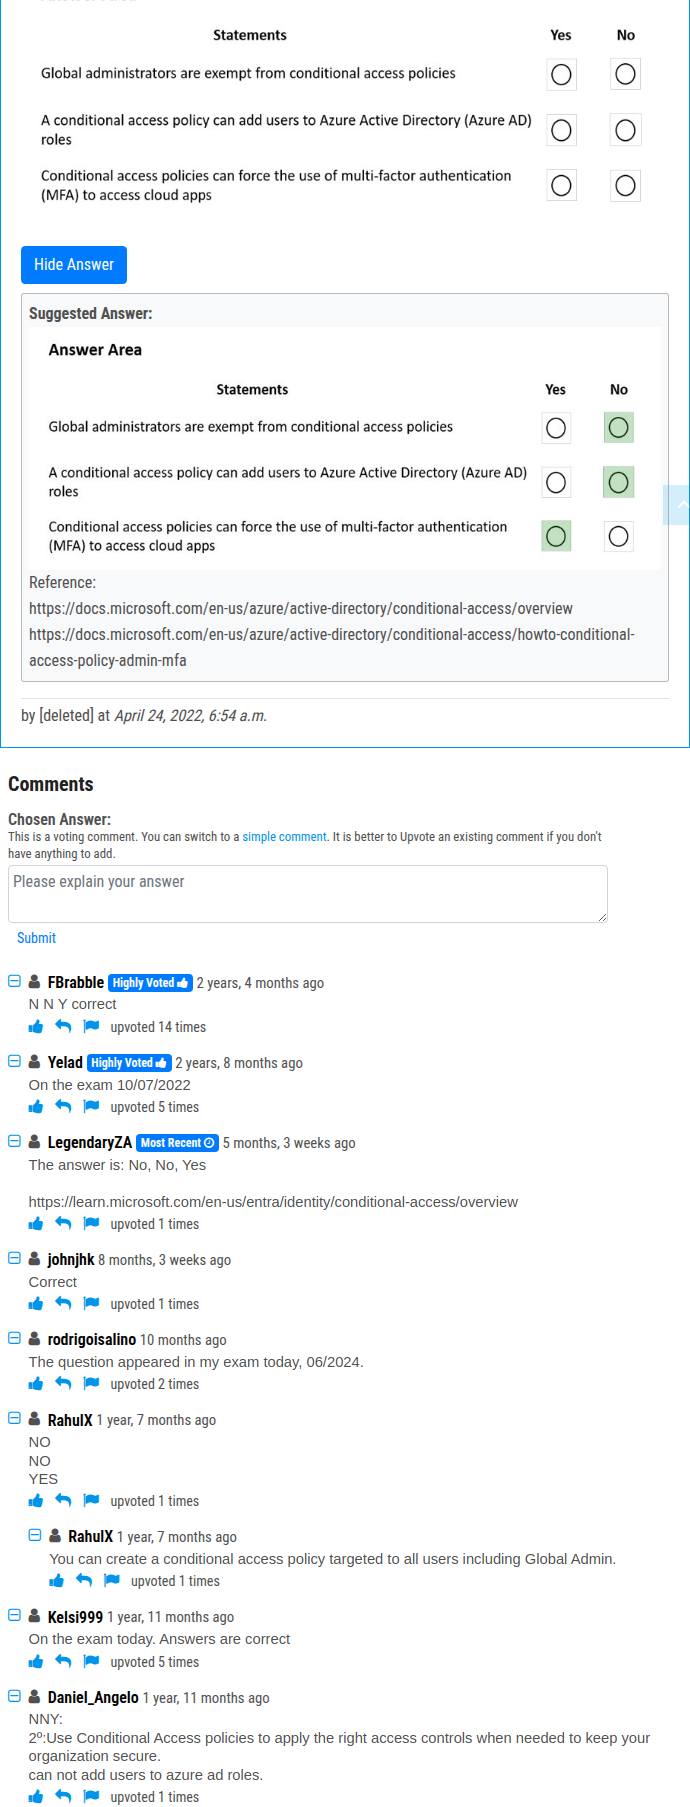 Statements Yes No
Global administrators are exempt from conditional access policies
A conditional access policy can add users to Azure Active Directory (Azure AD)
roles
Conditional access policies can force the use of multi-factor authentication
(MFA) to access cloud apps
Hide Answer
Suggested Answer:
Answer Area
Statements Yes No
Global administrators are exempt from conditional access policies
A conditional access policy can add users to Azure Active Directory (Azure AD)
roles
Conditional access policies can force the use of multi-factor authentication
(MFA) to access cloud apps
Reference:
https://docs.microsoft.com/en-us/azure/active-directory/conditional-access/overview
https://docs.microsoft.com/en-us/azure/active-directory/conditional-access/howto-conditional-
access-policy-admin-mfa
by [deleted] at April 24, 2022, 6:54 a.m.
Comments
Chosen Answer:
This is a voting comment. You can switch to a simple comment. It is better to Upvote an existing comment if you don't
have anything to add.
Please explain your answer
Submit
FBrabble Highly Voted 2 years, 4 months ago
N N Y correct
upvoted 14 times
Yelad Highly Voted 2 years, 8 months ago
On the exam 10/07/2022
upvoted 5 times
LegendaryZA Most Recent 5 months, 3 weeks ago
The answer is: No, No, Yes
https://learn.microsoft.com/en-us/entra/identity/conditional-access/overview
upvoted 1 times
johnjhk 8 months, 3 weeks ago
Correct
upvoted 1 times
rodrigoisalino 10 months ago
The question appeared in my exam today, 06/2024.
upvoted 2 times
RahulX 1 year, 7 months ago
NO
NO
YES
upvoted 1 times
RahulX 1 year, 7 months ago
You can create a conditional access policy targeted to all users including Global Admin.
upvoted 1 times
Kelsi999 1 year, 11 months ago
On the exam today. Answers are correct
upvoted 5 times
Daniel_Angelo 1 year, 11 months ago
NNY:
2º:Use Conditional Access policies to apply the right access controls when needed to keep your
organization secure.
can not add users to azure ad roles.
upvoted 1 times